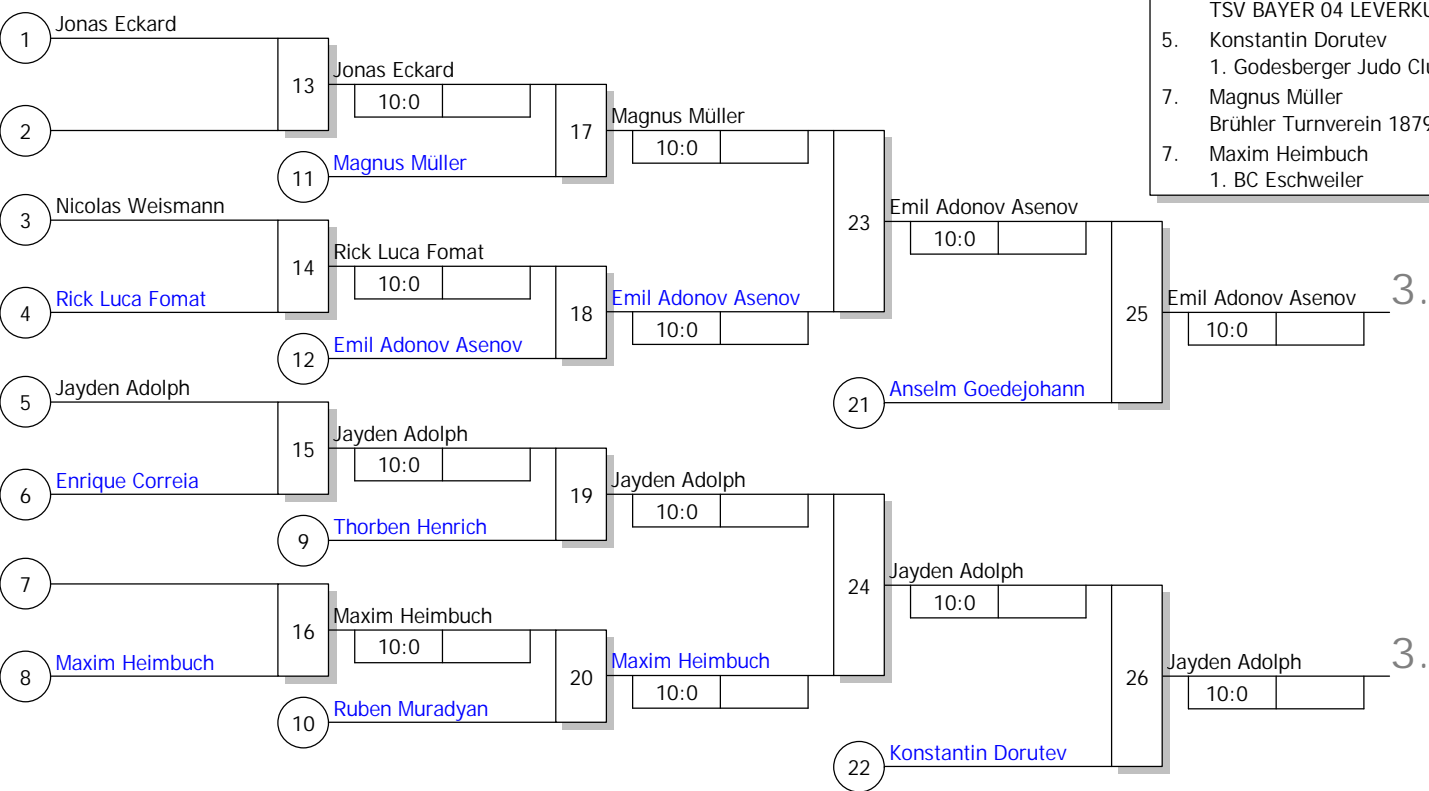 TSV BAYER 04
5. Konstantin Dorutev
1. Godesberger Judo
7. Magnus Müller
Brühler Turnverein 1879
7. Maxim Heimbuch
1. BC Eschweiler
1 Jonas Eckard
13
Jonas Eckard
10:0
2
17
Magnus Müller
10:0
11 Magnus Müller
3 Nicolas Weismann
23
Emil Adonov Asenov
10:0
14
Rick Luca Fomat
10:0
4 Rick Luca Fomat
18
Emil Adonov Asenov
10:0
12 Emil Adonov Asenov
25
Emil Adonov Asenov
10:0
3.
5 Jayden Adolph
21 Anselm Goedejohann
15
Jayden Adolph
10:0
6 Enrique Correia
19
Jayden Adolph
10:0
9 Thorben Henrich
7
24
Jayden Adolph
10:0
16
Maxim Heimbuch
10:0
8 Maxim Heimbuch
20
Maxim Heimbuch
10:0
10 Ruben Muradyan
26
Jayden Adolph
10:0
3.
22 Konstantin Dorutev